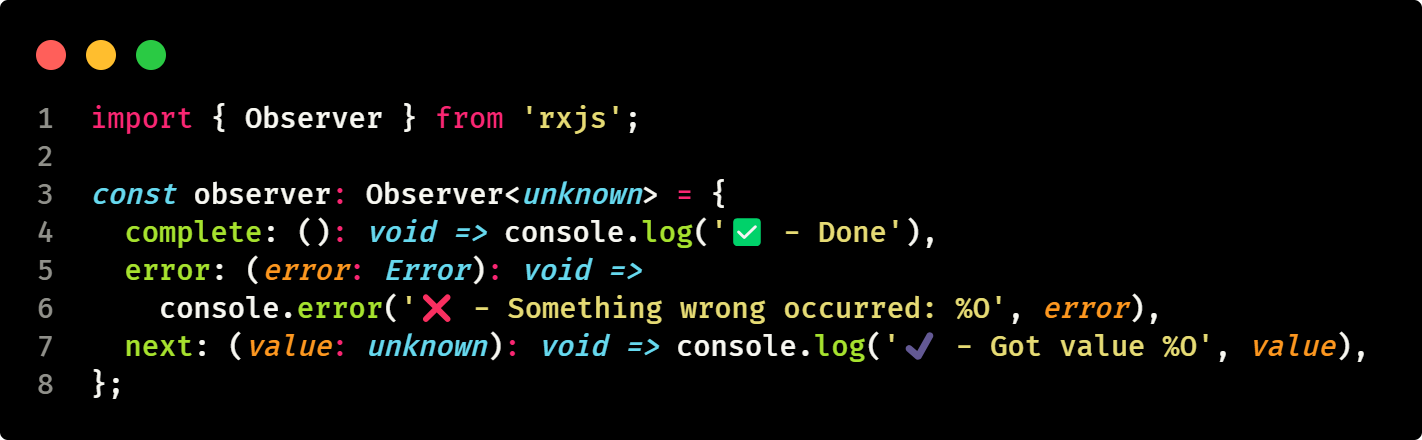 1 import { Observer } from 'rxjs';
2
3 const observer: Observer<unknown> = {
4   complete: (): void => console.log('✅ - Done'),
5   error: (error: Error): void =>
6     console.error('❌ - Something wrong occurred: %O', error),
7   next: (value: unknown): void => console.log('✔ - Got value %O', value),
8 };